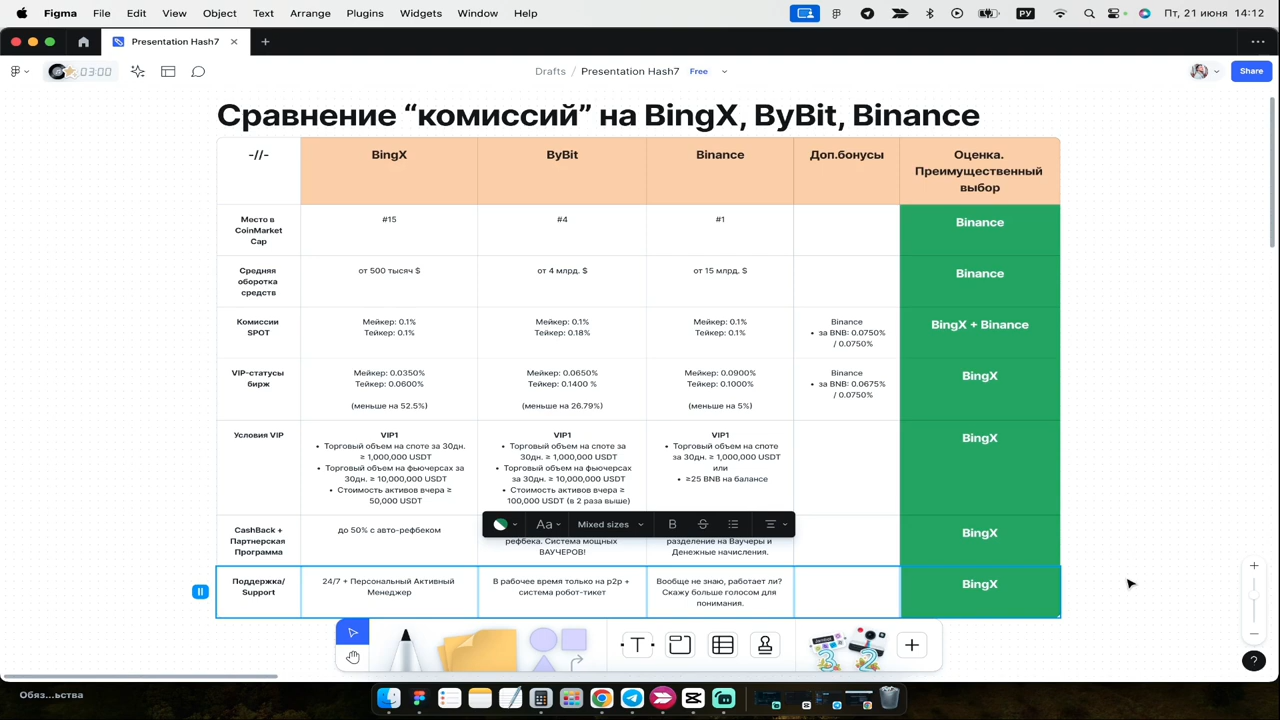 Figma File Edit View Object Text Arrange Plugins Widgets Window Help РУ Пт, 21 июня 14:12
Presentation Hash7
03:00 Drafts / Presentation Hash7 Free Share
Сравнение “комиссий” на BingX, ByBit, Binance
-//- BingX ByBit Binance Доп.бонусы Оценка.
Преимущественный
выбор
Место в
CoinMarket
Cap
#15
#4
#1
Binance
Средняя
оборотка
средств
от 500 тысяч $
от 4 млрд. $
от 15 млрд. $
Binance
Комиссии
SPOT
Мейкер: 0.1%
Тейкер: 0.1%
Мейкер: 0.1%
Тейкер: 0.18%
Мейкер: 0.1%
Тейкер: 0.1%
Binance
• за BNB: 0.0750%
/ 0.0750%
BingX + Binance
VIP-статусы
бирж
Мейкер: 0.0350%
Тейкер: 0.0600%
(меньше на 52.5%)
Мейкер: 0.0650%
Тейкер: 0.1400 %
(меньше на 26.79%)
Мейкер: 0.0900%
Тейкер: 0.1000%
(меньше на 5%)
Binance
• за BNB: 0.0675%
/ 0.0750%
BingX
Условия VIP
VIP1
• Торговый объем на споте за 30дн.
≥ 1,000,000 USDT
• Торговый объем на фьючерсах за
30дн. ≥ 10,000,000 USDT
• Стоимость активов вчера ≥
50,000 USDT
VIP1
• Торговый объем на споте за
30дн. ≥ 1,000,000 USDT
• Торговый объем на фьючерсах
за 30дн. ≥ 10,000,000 USDT
• Стоимость активов вчера ≥
100,000 USDT (в 2 раза выше)
VIP1
• Торговый объем на споте
за 30дн. ≥ 1,000,000 USDT
или
• ≥25 BNB на балансе
BingX
CashBack +
Партнерская
Программа
до 50% с авто-рефбеком
рефбека. Система мощных
ВАУЧЕРОВ!
разделение на Ваучеры и
Денежные начисления.
BingX
Aa Mixed sizes B S
Поддержка/
Support
24/7 + Персональный Активный
Менеджер
В рабочее время только на p2p +
система робот-тикет
Вообще не знаю, работает ли?
Скажу больше голосом для
понимания.
BingX
T
?
Обяз...ьства